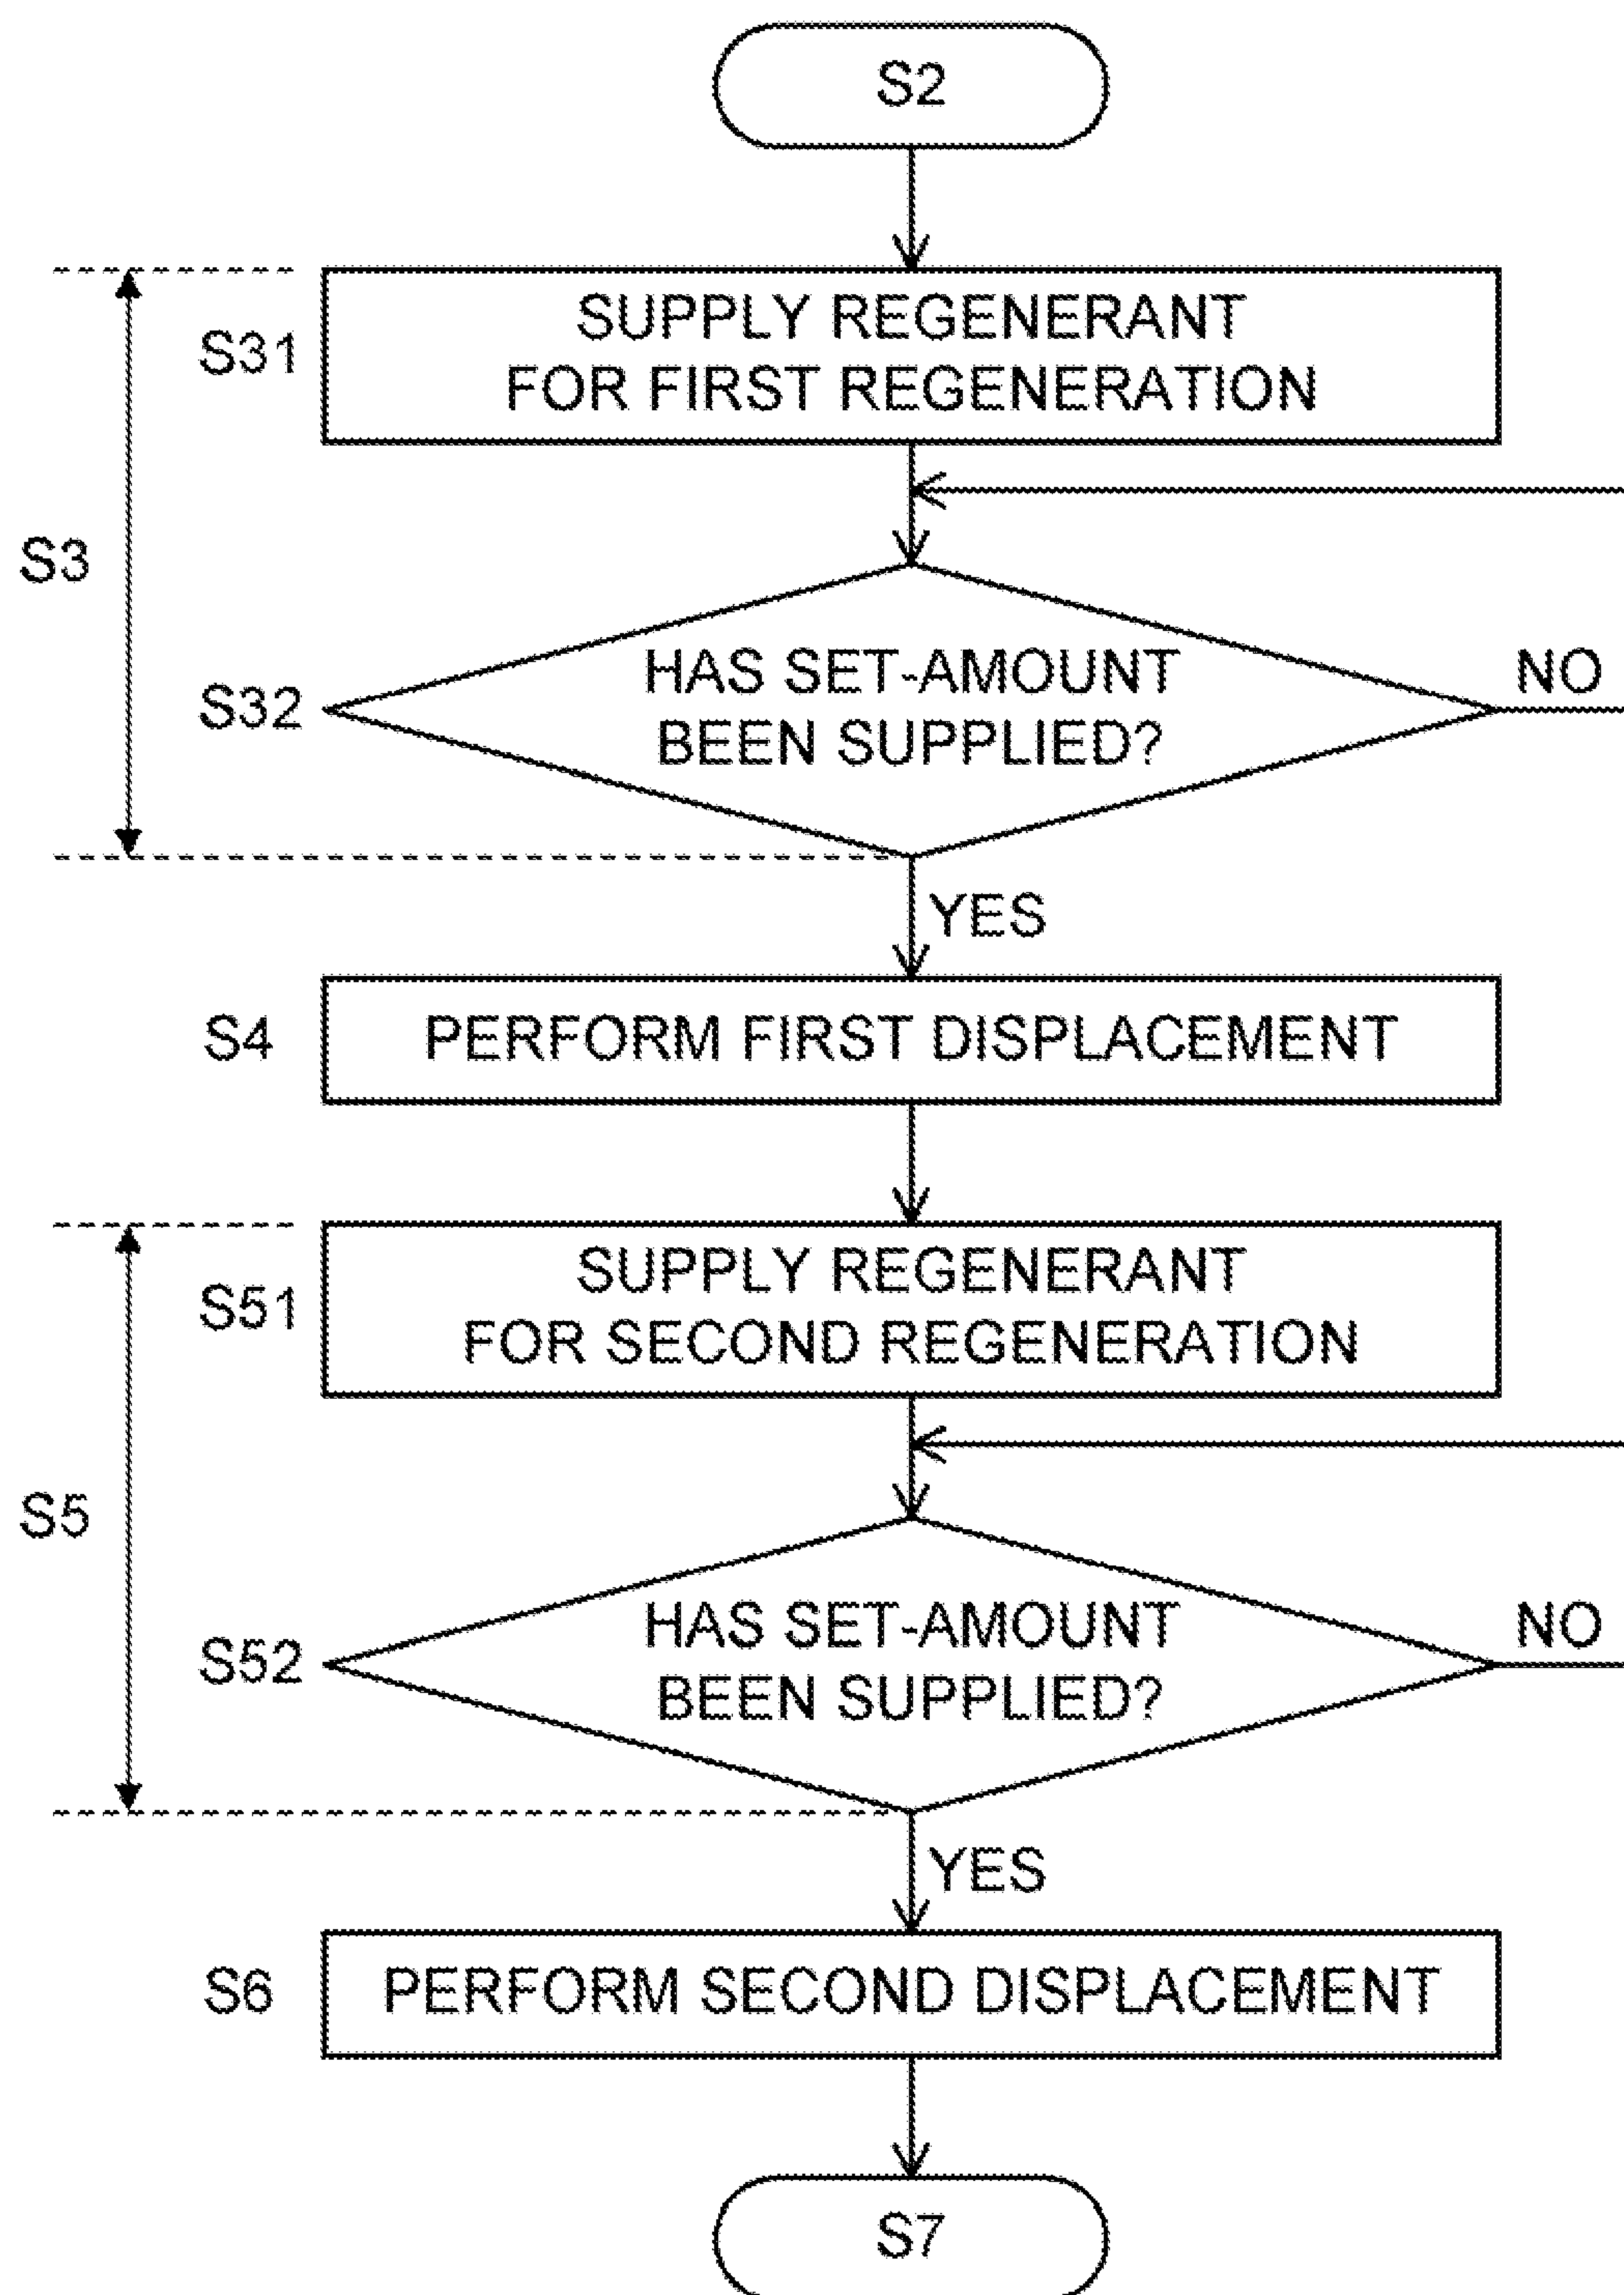 S2
S31
SUPPLY REGENERANT
FOR FIRST REGENERATION
S3
S32
HAS SET-AMOUNT
BEEN SUPPLIED?
NO
YES
S4
PERFORM FIRST DISPLACEMENT
S51
SUPPLY REGENERANT
FOR SECOND REGENERATION
S5
S52
HAS SET-AMOUNT
BEEN SUPPLIED?
NO
YES
S6
PERFORM SECOND DISPLACEMENT
S7